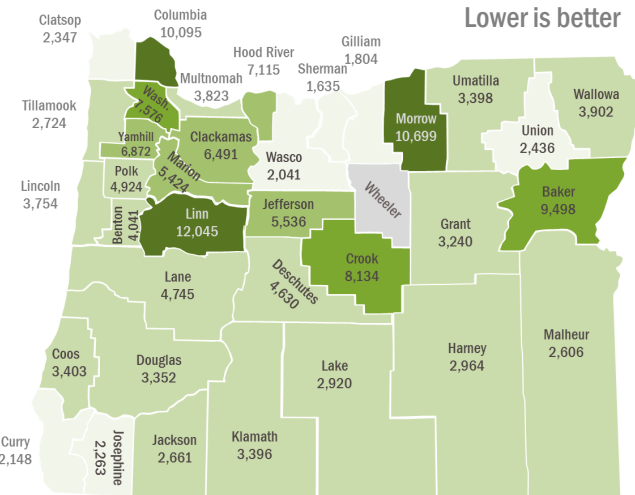 Lower is better
Clatsop
2,347
Columbia
10,095
Hood River
7,115
Gilliam
1,804
Sherman
1,635
Multnomah
3,823
Umatilla
3,398
Wallowa
3,902
Tillamook
2,724
Wash.
7,576
Morrow
10,699
Union
2,436
Yamhill
6,872
Clackamas
6,491
Wasco
2,041
Marion
5,424
Polk
4,924
Lincoln
3,754
Wheeler
Baker
9,498
Benton
4,041
Linn
12,045
Jefferson
5,536
Grant
3,240
Crook
8,134
Deschutes
4,630
Lane
4,745
Coos
3,403
Douglas
3,352
Lake
2,920
Harney
2,964
Malheur
2,606
Curry
2,148
Josephine
2,263
Jackson
2,661
Klamath
3,396